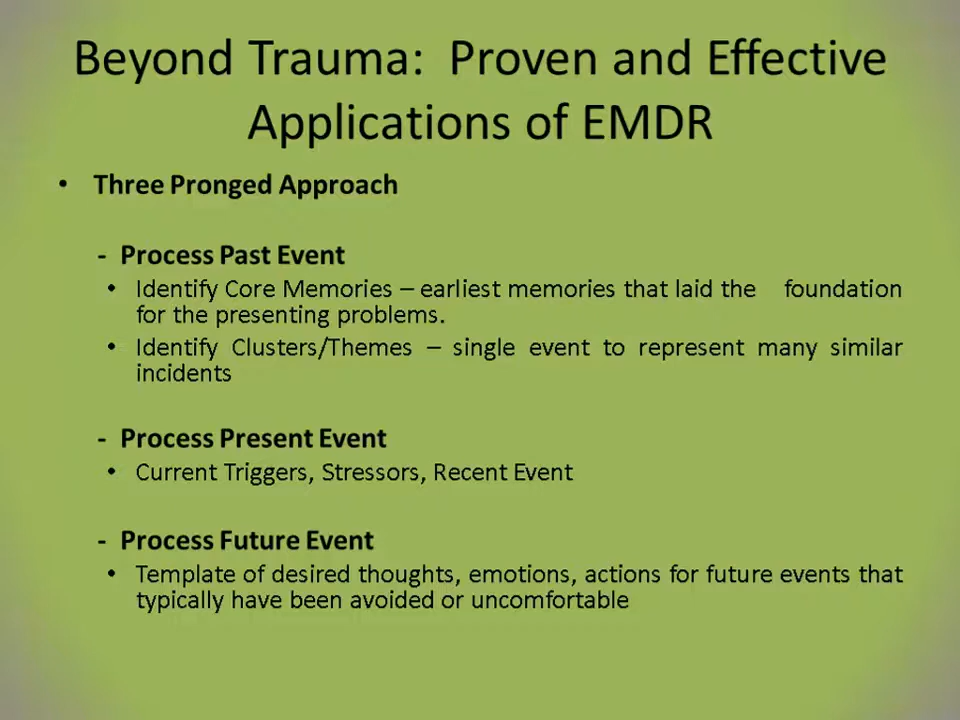 Beyond Trauma:  Proven and Effective
Applications of EMDR
• Three Pronged Approach
- Process Past Event
• Identify Core Memories – earliest memories that laid the foundation
for the presenting problems.
• Identify Clusters/Themes – single event to represent many similar
incidents
- Process Present Event
• Current Triggers, Stressors, Recent Event
- Process Future Event
• Template of desired thoughts, emotions, actions for future events that
typically have been avoided or uncomfortable